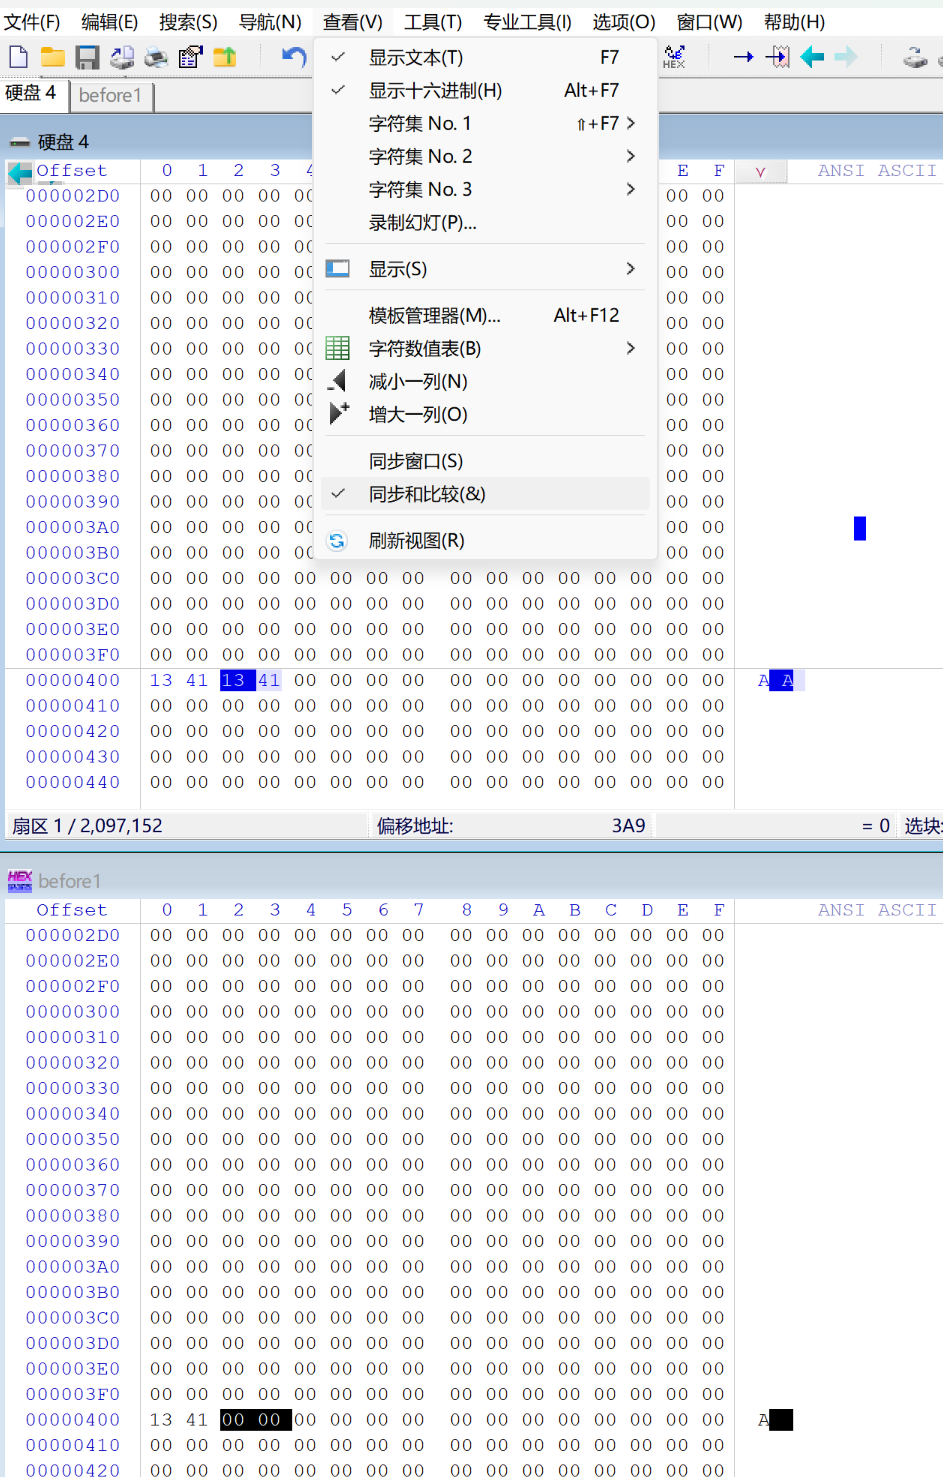 文件(F) 编辑(E) 搜索(S) 导航(N) 查看(V) 工具(T) 专业工具(I) 选项(O) 窗口(W) 帮助(H)
HEX
硬盘 4 before1
硬盘 4
显示文本(T) F7
显示十六进制(H) Alt+F7
字符集 No. 1 ⇑+F7
字符集 No. 2
字符集 No. 3
录制幻灯(P)...
显示(S)
模板管理器(M)... Alt+F12
字符数值表(B)
减小一列(N)
增大一列(O)
同步窗口(S)
同步和比较(&)
刷新视图(R)
Offset 0 1 2 3 4 E F ANSI ASCII
000002D0 00 00 00 00 00 00 00
000002E0 00 00 00 00 00 00 00
000002F0 00 00 00 00 00 00 00
00000300 00 00 00 00 00 00 00
00000310 00 00 00 00 00 00 00
00000320 00 00 00 00 00 00 00
00000330 00 00 00 00 00 00 00
00000340 00 00 00 00 00 00 00
00000350 00 00 00 00 00 00 00
00000360 00 00 00 00 00 00 00
00000370 00 00 00 00 00 00 00
00000380 00 00 00 00 00 00 00
00000390 00 00 00 00 00 00 00
000003A0 00 00 00 00 00 00 00
000003B0 00 00 00 00 00 00 00
000003C0 00 00 00 00 00 00 00 00 00 00 00 00 00 00 00 00
000003D0 00 00 00 00 00 00 00 00 00 00 00 00 00 00 00 00
000003E0 00 00 00 00 00 00 00 00 00 00 00 00 00 00 00 00
000003F0 00 00 00 00 00 00 00 00 00 00 00 00 00 00 00 00
00000400 13 41 13 41 00 00 00 00 00 00 00 00 00 00 00 00 A A
00000410 00 00 00 00 00 00 00 00 00 00 00 00 00 00 00 00
00000420 00 00 00 00 00 00 00 00 00 00 00 00 00 00 00 00
00000430 00 00 00 00 00 00 00 00 00 00 00 00 00 00 00 00
00000440 00 00 00 00 00 00 00 00 00 00 00 00 00 00 00 00
扇区 1 / 2,097,152 偏移地址: 3A9 = 0 选块:
HEX before1
Offset 0 1 2 3 4 5 6 7 8 9 A B C D E F ANSI ASCII
000002D0 00 00 00 00 00 00 00 00 00 00 00 00 00 00 00 00
000002E0 00 00 00 00 00 00 00 00 00 00 00 00 00 00 00 00
000002F0 00 00 00 00 00 00 00 00 00 00 00 00 00 00 00 00
00000300 00 00 00 00 00 00 00 00 00 00 00 00 00 00 00 00
00000310 00 00 00 00 00 00 00 00 00 00 00 00 00 00 00 00
00000320 00 00 00 00 00 00 00 00 00 00 00 00 00 00 00 00
00000330 00 00 00 00 00 00 00 00 00 00 00 00 00 00 00 00
00000340 00 00 00 00 00 00 00 00 00 00 00 00 00 00 00 00
00000350 00 00 00 00 00 00 00 00 00 00 00 00 00 00 00 00
00000360 00 00 00 00 00 00 00 00 00 00 00 00 00 00 00 00
00000370 00 00 00 00 00 00 00 00 00 00 00 00 00 00 00 00
00000380 00 00 00 00 00 00 00 00 00 00 00 00 00 00 00 00
00000390 00 00 00 00 00 00 00 00 00 00 00 00 00 00 00 00
000003A0 00 00 00 00 00 00 00 00 00 00 00 00 00 00 00 00
000003B0 00 00 00 00 00 00 00 00 00 00 00 00 00 00 00 00
000003C0 00 00 00 00 00 00 00 00 00 00 00 00 00 00 00 00
000003D0 00 00 00 00 00 00 00 00 00 00 00 00 00 00 00 00
000003E0 00 00 00 00 00 00 00 00 00 00 00 00 00 00 00 00
000003F0 00 00 00 00 00 00 00 00 00 00 00 00 00 00 00 00
00000400 13 41 00 00 00 00 00 00 00 00 00 00 00 00 00 00 A
00000410 00 00 00 00 00 00 00 00 00 00 00 00 00 00 00 00
00000420 00 00 00 00 00 00 00 00 00 00 00 00 00 00 00 00